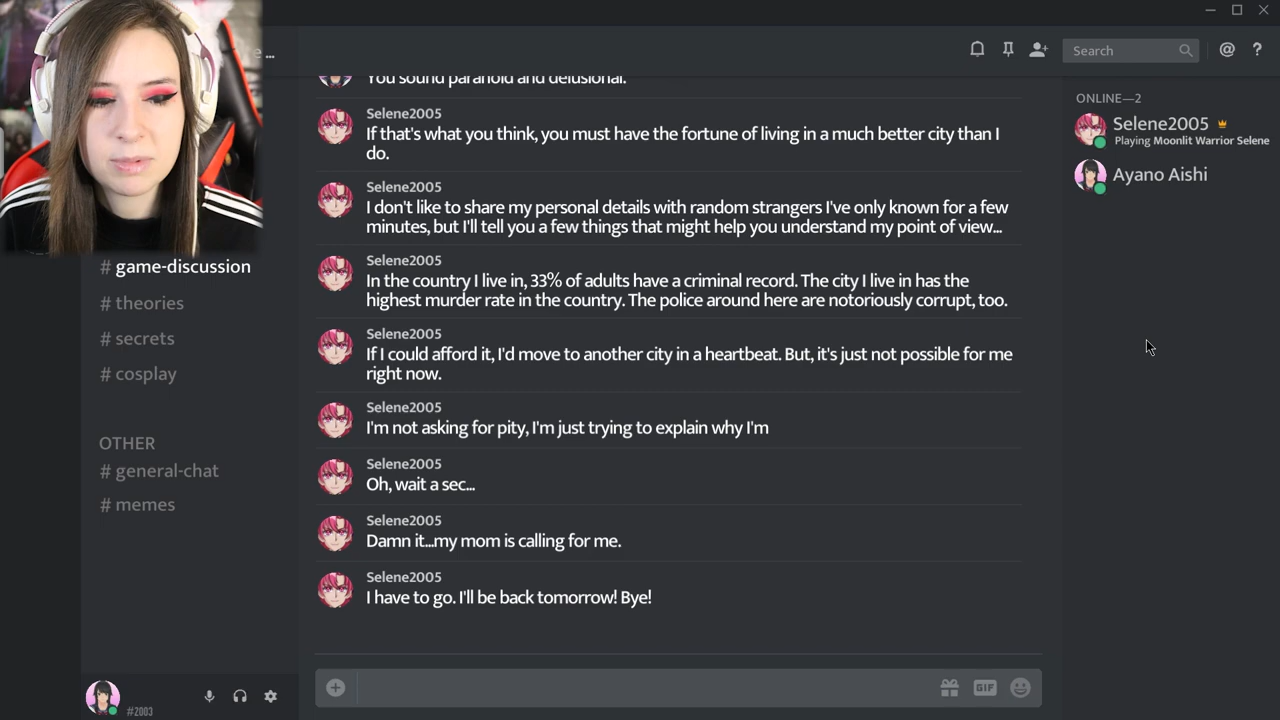 te ...
Search
@
?
# game-discussion
# theories
# secrets
# cosplay
OTHER
# general-chat
# memes
#2003
You sound paranoid and delusional.
Selene2005
If that's what you think, you must have the fortune of living in a much better city than I
do.
Selene2005
I don't like to share my personal details with random strangers I've only known for a few
minutes, but I'll tell you a few things that might help you understand my point of view...
Selene2005
In the country I live in, 33% of adults have a criminal record. The city I live in has the
highest murder rate in the country. The police around here are notoriously corrupt, too.
Selene2005
If I could afford it, I'd move to another city in a heartbeat. But, it's just not possible for me
right now.
Selene2005
I'm not asking for pity, I'm just trying to explain why I'm
Selene2005
Oh, wait a sec...
Selene2005
Damn it...my mom is calling for me.
Selene2005
I have to go. I'll be back tomorrow! Bye!
GIF
ONLINE—2
Selene2005
Playing Moonlit Warrior Selene
Ayano Aishi